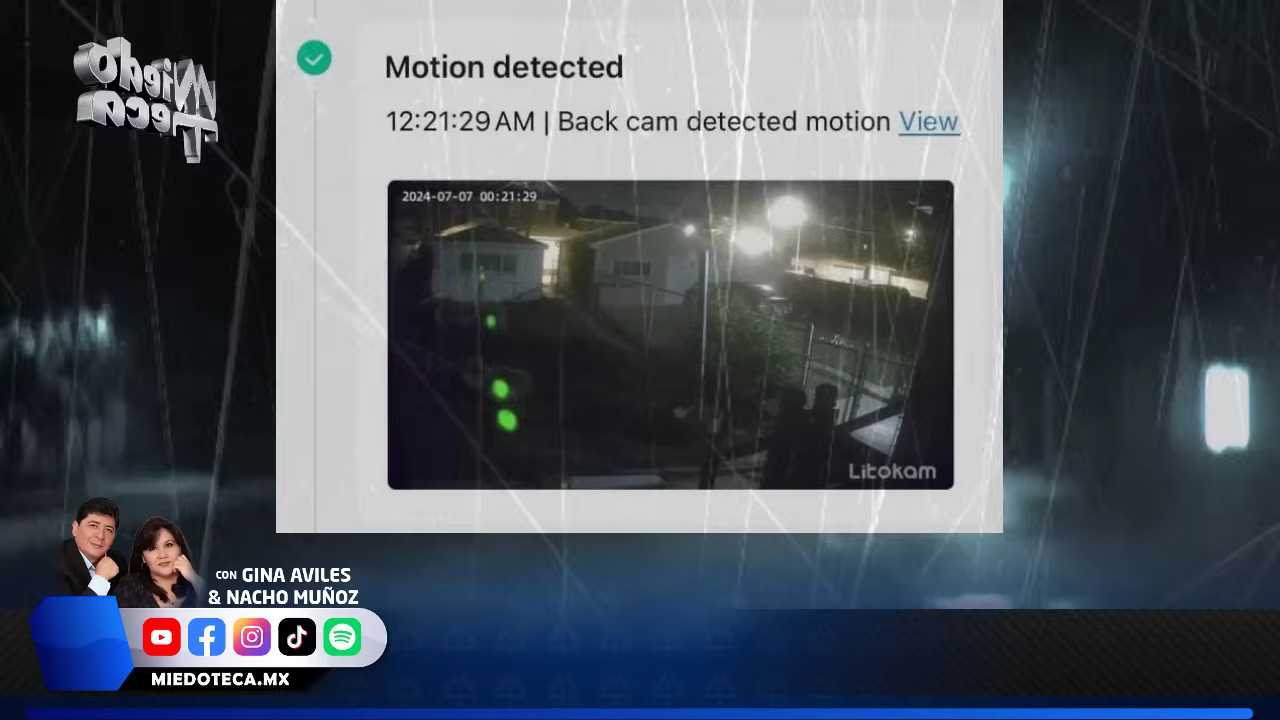 Miedo
Teca
Motion detected
12:21:29 AM | Back cam detected motion View
2024-07-07 00:21:29
Litokam
CON GINA AVILES
& NACHO MUÑOZ
MIEDOTECA.MX